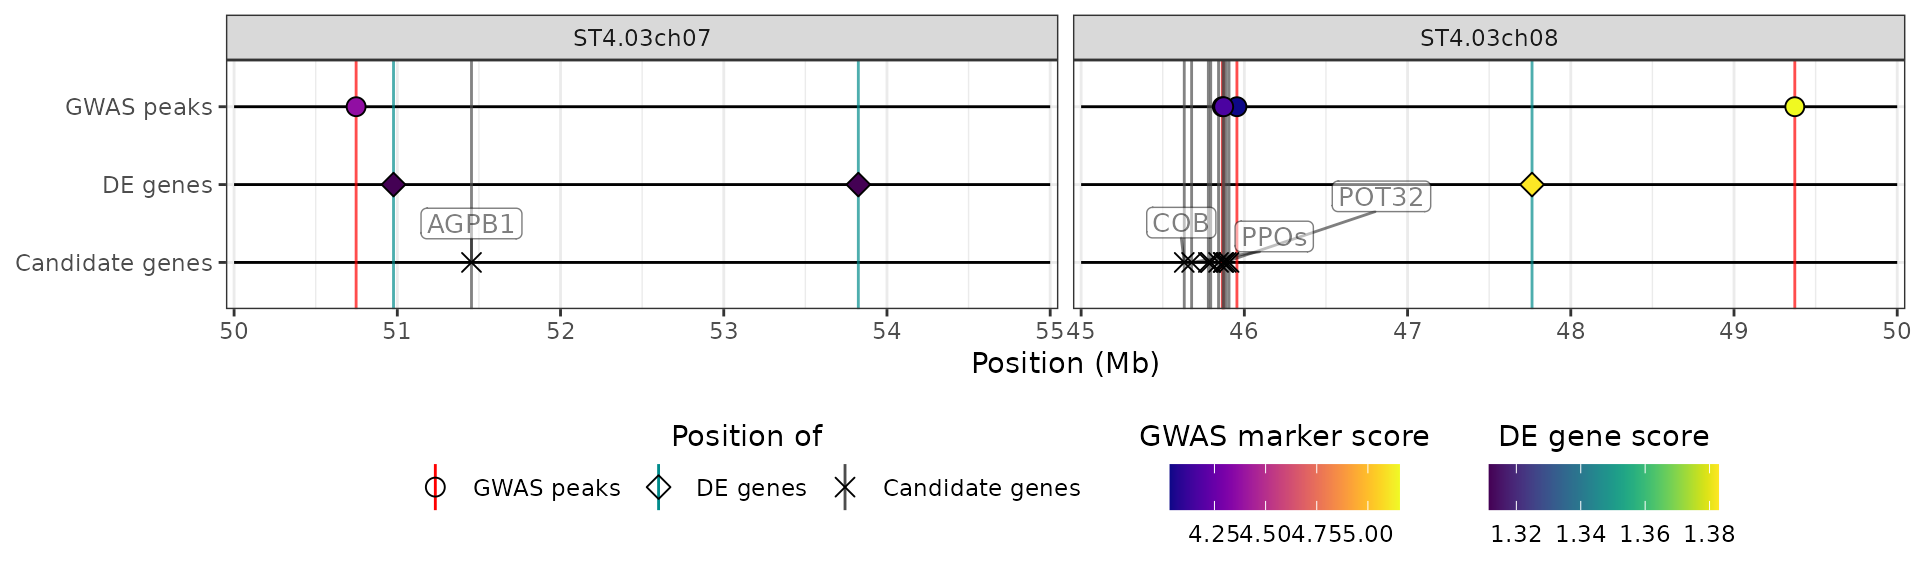 ST4.03ch07 ST4.03ch08
GWAS peaks
DE genes
Candidate genes
AGPB1
COB
PPOs
POT32
50 51 52 53 54 55 45 46 47 48 49 50
Position (Mb)
Position of
GWAS peaks DE genes Candidate genes
GWAS marker score
4.25 4.50 4.75 5.00
DE gene score
1.32 1.34 1.36 1.38